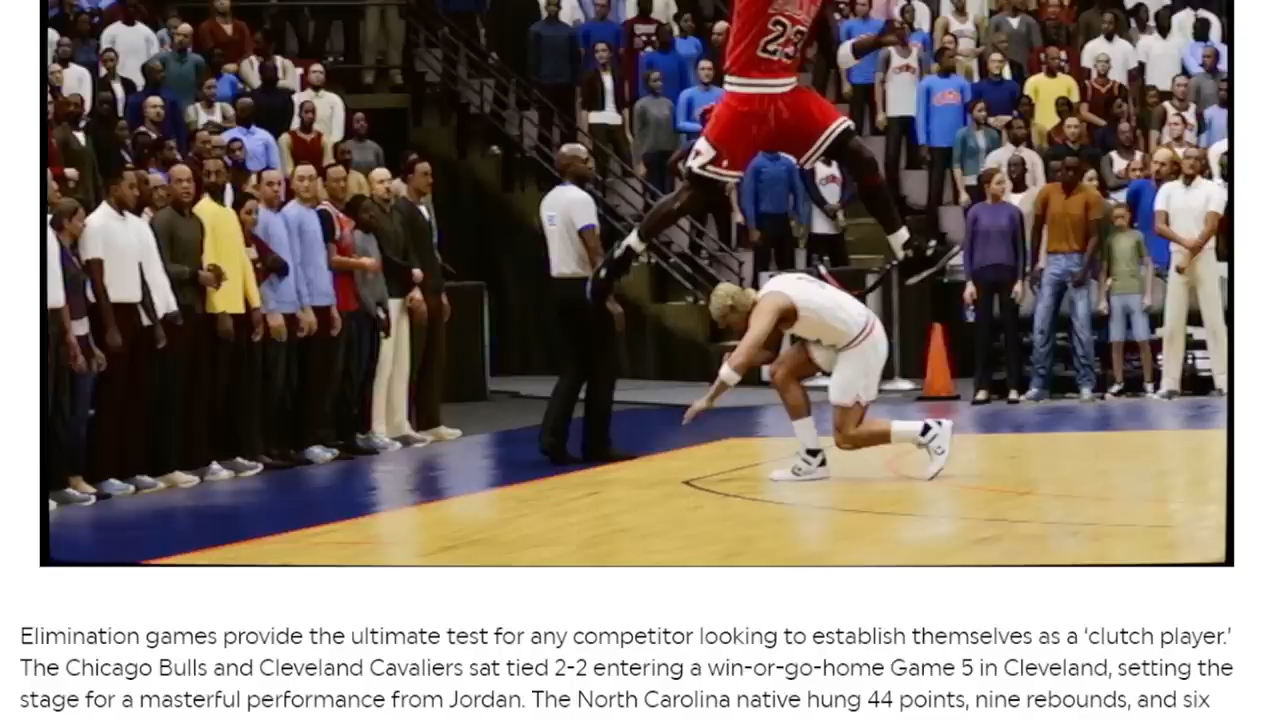 23
Elimination games provide the ultimate test for any competitor looking to establish themselves as a ‘clutch player.’
The Chicago Bulls and Cleveland Cavaliers sat tied 2-2 entering a win-or-go-home Game 5 in Cleveland, setting the
stage for a masterful performance from Jordan. The North Carolina native hung 44 points, nine rebounds, and six